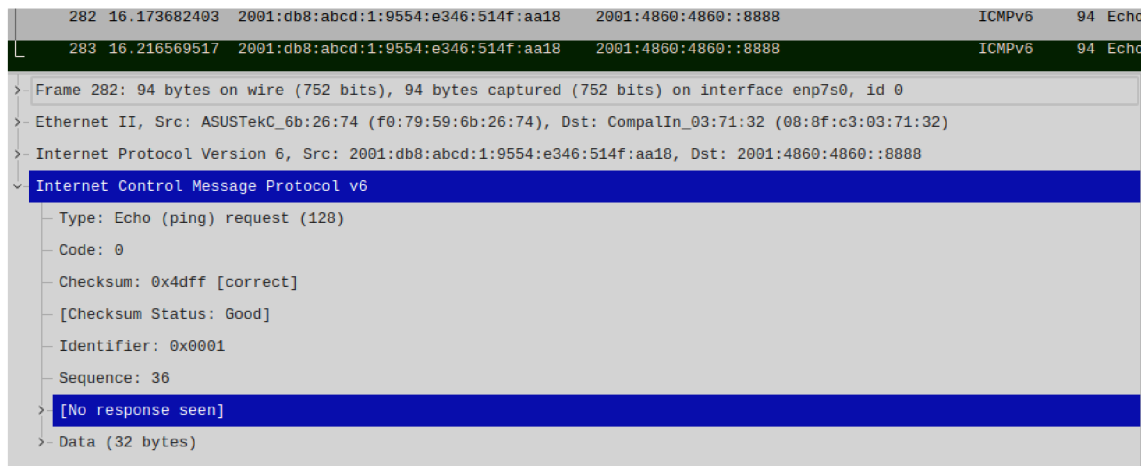 282 16.173682403 2001:db8:abcd:1:9554:e346:514f:aa18 2001:4860:4860::8888 ICMPv6 94 Echo
283 16.216569517 2001:db8:abcd:1:9554:e346:514f:aa18 2001:4860:4860::8888 ICMPv6 94 Echo
Frame 282: 94 bytes on wire (752 bits), 94 bytes captured (752 bits) on interface enp7s0, id 0
Ethernet II, Src: ASUSTekC_6b:26:74 (f0:79:59:6b:26:74), Dst: CompalIn_03:71:32 (08:8f:c3:03:71:32)
Internet Protocol Version 6, Src: 2001:db8:abcd:1:9554:e346:514f:aa18, Dst: 2001:4860:4860::8888
Internet Control Message Protocol v6
Type: Echo (ping) request (128)
Code: 0
Checksum: 0x4dff [correct]
[Checksum Status: Good]
Identifier: 0x0001
Sequence: 36
[No response seen]
Data (32 bytes)